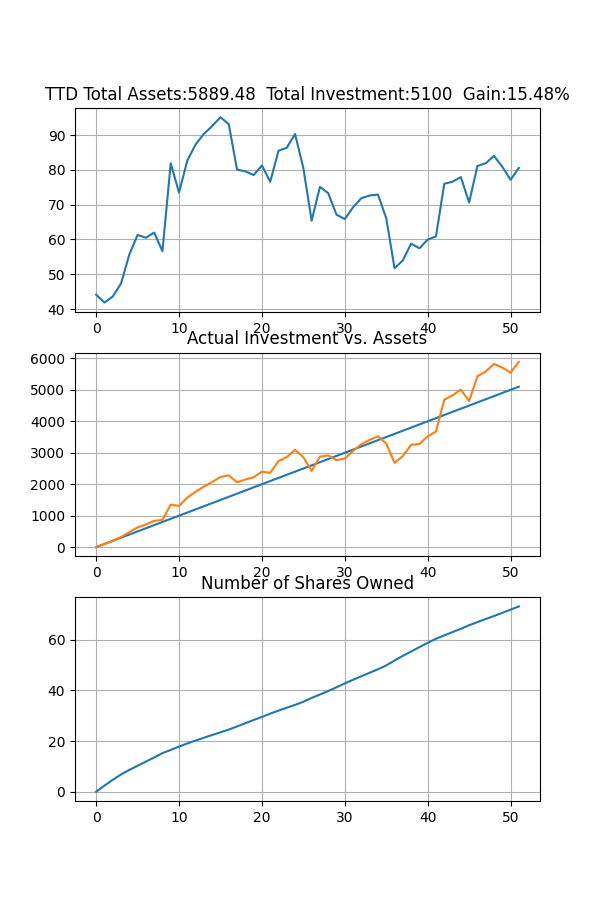 TTD Total Assets:5889.48  Total Investment:5100  Gain:15.48%
90
80
70
60
50
40
0 10 20 30 40 50
Actual Investment vs. Assets
6000
5000
4000
3000
2000
1000
0
0 10 20 30 40 50
Number of Shares Owned
60
40
20
0
0 10 20 30 40 50